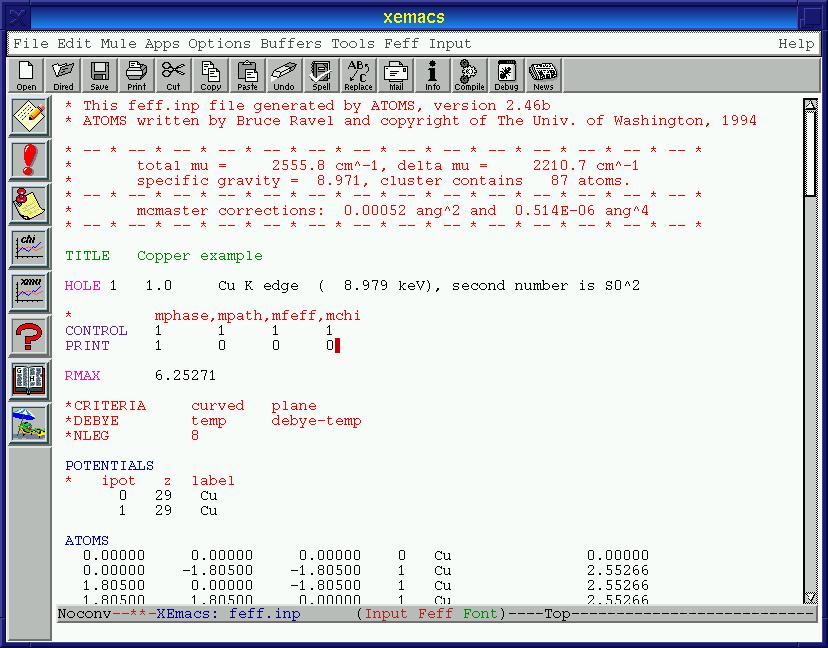 xemacs
File Edit Mule Apps Options Buffers Tools Feff Input Help
Open Dired Save Print Cut Copy Paste Undo Spell Replace Mail Info Compile Debug News
* This feff.inp file generated by ATOMS, version 2.46b
* ATOMS written by Bruce Ravel and copyright of The Univ. of Washington, 1994
* -- * -- * -- * -- * -- * -- * -- * -- * -- * -- * -- * -- * -- * -- *
* total mu = 2555.8 cm^-1, delta mu = 2210.7 cm^-1
* specific gravity = 8.971, cluster contains 87 atoms.
* -- * -- * -- * -- * -- * -- * -- * -- * -- * -- * -- * -- * -- * -- *
* mcmaster corrections: 0.00052 ang^2 and 0.514E-06 ang^4
* -- * -- * -- * -- * -- * -- * -- * -- * -- * -- * -- * -- * -- * -- *
TITLE Copper example
HOLE 1 1.0 Cu K edge ( 8.979 keV), second number is S0^2
* mphase,mpath,mfeff,mchi
CONTROL 1 1 1 1
PRINT 1 0 0 0
RMAX 6.25271
*CRITERIA curved plane
*DEBYE temp debye-temp
*NLEG 8
POTENTIALS
* ipot z label
0 29 Cu
1 29 Cu
ATOMS
0.00000 0.00000 0.00000 0 Cu 0.00000
0.00000 -1.80500 -1.80500 1 Cu 2.55266
1.80500 0.00000 -1.80500 1 Cu 2.55266
1.80500 1.80500 0.00000 1 Cu 2.55266
Noconv--**-XEmacs: feff.inp (Input Feff Font)----Top---------------------------
chi
xmu